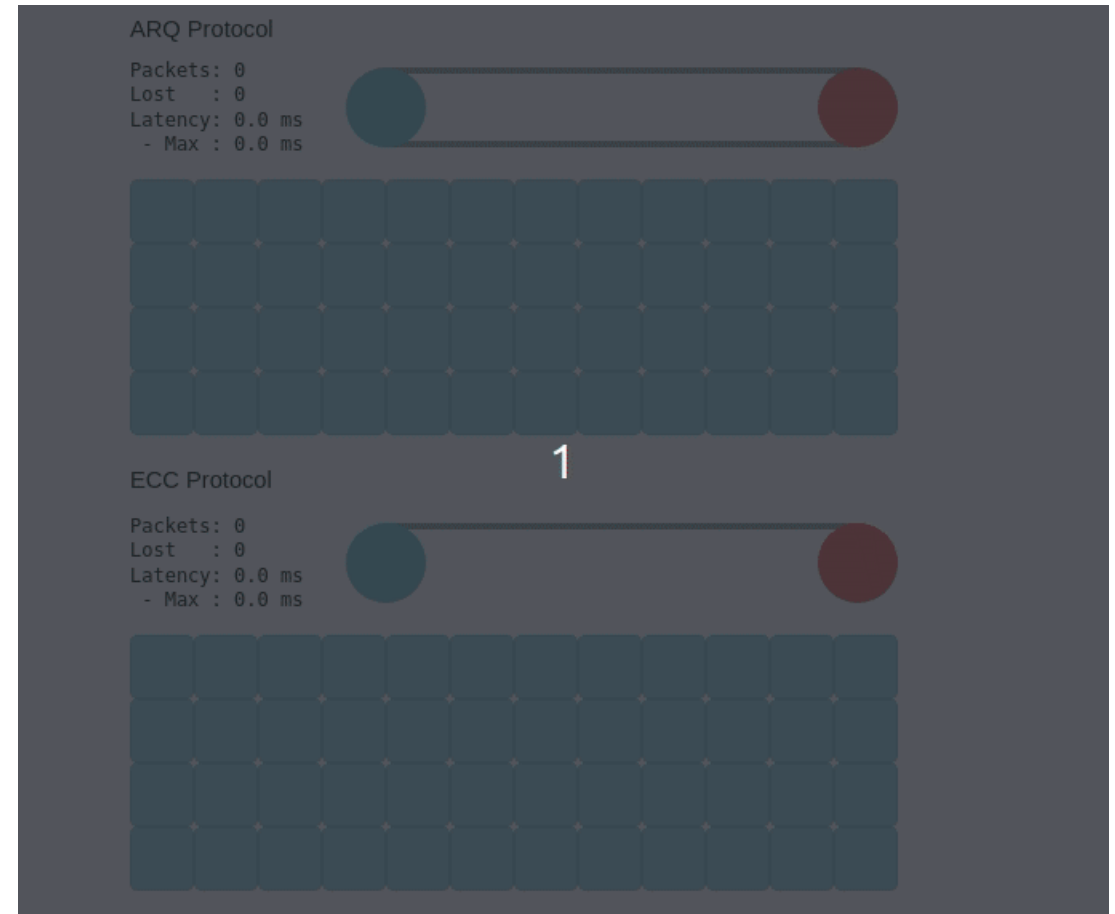 ARQ Protocol
Packets: 0
Lost   : 0
Latency: 0.0 ms
 - Max : 0.0 ms
1
ECC Protocol
Packets: 0
Lost   : 0
Latency: 0.0 ms
 - Max : 0.0 ms